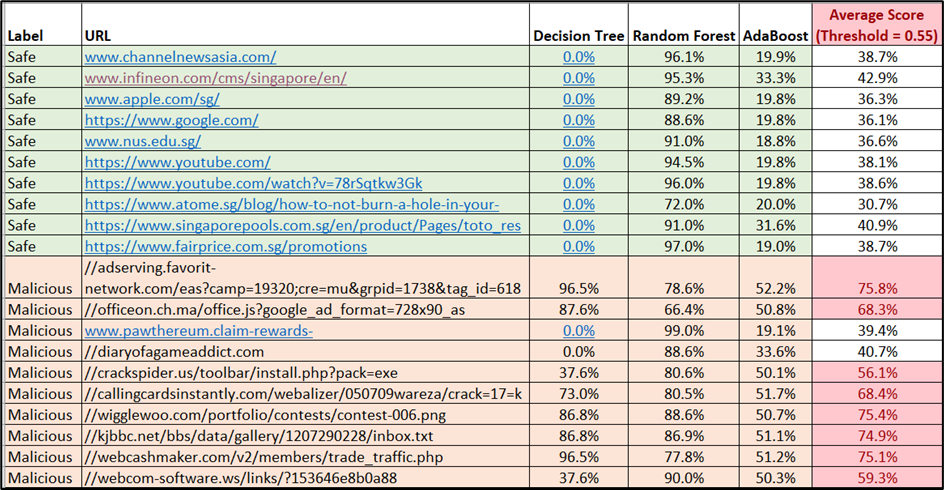 Label URL Decision Tree Random Forest AdaBoost Average Score (Threshold = 0.55)
Safe www.channelnewsasia.com/ 0.0% 96.1% 19.9% 38.7%
Safe www.infineon.com/cms/singapore/en/ 0.0% 95.3% 33.3% 42.9%
Safe www.apple.com/sg/ 0.0% 89.2% 19.8% 36.3%
Safe https://www.google.com/ 0.0% 88.6% 19.8% 36.1%
Safe www.nus.edu.sg/ 0.0% 91.0% 18.8% 36.6%
Safe https://www.youtube.com/ 0.0% 94.5% 19.8% 38.1%
Safe https://www.youtube.com/watch?v=78rSqtkw3Gk 0.0% 96.0% 19.8% 38.6%
Safe https://www.atome.sg/blog/how-to-not-burn-a-hole-in-your- 0.0% 72.0% 20.0% 30.7%
Safe https://www.singaporepools.com.sg/en/product/Pages/toto_res 0.0% 91.0% 31.6% 40.9%
Safe https://www.fairprice.com.sg/promotions 0.0% 97.0% 19.0% 38.7%
//adserving.favorit-
Malicious network.com/eas?camp=19320;cre=mu&grpid=1738&tag_id=618 96.5% 78.6% 52.2% 75.8%
Malicious //officeon.ch.ma/office.js?google_ad_format=728x90_as 87.6% 66.4% 50.8% 68.3%
Malicious www.pawthereum.claim-rewards- 0.0% 99.0% 19.1% 39.4%
Malicious //diaryofagameaddict.com 0.0% 88.6% 33.6% 40.7%
Malicious //crackspider.us/toolbar/install.php?pack=exe 37.6% 80.6% 50.1% 56.1%
Malicious //callingcardsinstantly.com/webalizer/050709wareza/crack=17=k 73.0% 80.5% 51.7% 68.4%
Malicious //wigglewoo.com/portfolio/contests/contest-006.png 86.8% 88.6% 50.7% 75.4%
Malicious //kjbbc.net/bbs/data/gallery/1207290228/inbox.txt 86.8% 86.9% 51.1% 74.9%
Malicious //webcashmaker.com/v2/members/trade_traffic.php 96.5% 77.8% 51.2% 75.1%
Malicious //webcom-software.ws/links/?153646e8b0a88 37.6% 90.0% 50.3% 59.3%